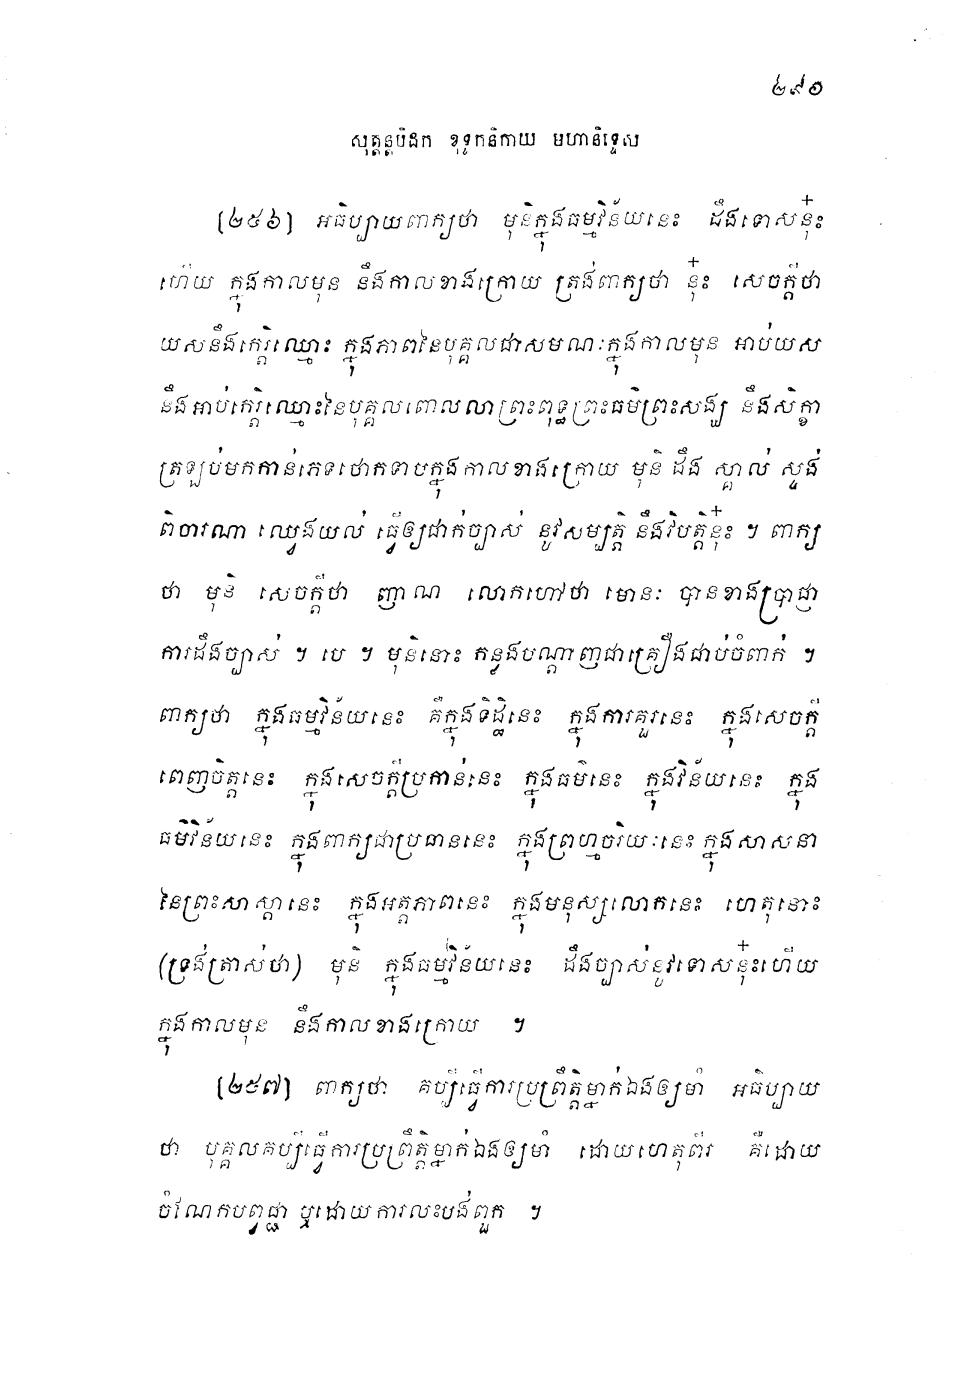 ២៩១
សុត្តន្តបិដក ខុទ្ទកនិកាយ មហានិទ្ទេស
[២៥៦] អធិប្បាយពាក្យថា មុនិក្នុងធម្មវិន័យនេះ ដឹងទោសនុ៎ះ
ហើយ ក្នុងកាលមុន នឹងកាលខាងក្រោយ ត្រង់ពាក្យថា នុ៎ះ សេចក្តីថា
យសនឹងកេរ្តិ៍ឈ្មោះ ក្នុងភាពនៃបុគ្គលជាសមណៈក្នុងកាលមុន អាប់យស
នឹងអាប់កេរ្តិ៍ឈ្មោះនៃបុគ្គលពោលលាព្រះពុទ្ធព្រះធម៌ព្រះសង្ឃ នឹងសិក្ខា
ត្រឡប់មកកាន់ភេទថោកទាបក្នុងកាលខាងក្រោយ មុនិ ដឹង ស្គាល់ ស្ទង់
ពិចារណា ឈ្វេងយល់ ធ្វើឲ្យជាក់ច្បាស់ នូវសម្បត្តិ នឹងវិបត្តិនុ៎ះ ។ ពាក្យ
ថា មុនិ សេចក្តីថា ញាណ លោកហៅថា មោនៈ បានខាងប្រាជ្ញា
ការដឹងច្បាស់ ។ បេ ។ មុនិនោះ កន្លងបណ្តាញជាគ្រឿងជាប់ចំពាក់ ។
ពាក្យថា ក្នុងធម្មវិន័យនេះ គឺក្នុងទិដ្ឋិនេះ ក្នុងការគួរនេះ ក្នុងសេចក្តី
ពេញចិត្តនេះ ក្នុងសេចក្តីប្រកាន់នេះ ក្នុងធម៌នេះ ក្នុងវិន័យនេះ ក្នុង
ធម៌វិន័យនេះ ក្នុងពាក្យជាប្រធាននេះ ក្នុងព្រហ្មចរិយៈនេះ ក្នុងសាសនា
នៃព្រះសាស្តានេះ ក្នុងអត្តភាពនេះ ក្នុងមនុស្សលោកនេះ ហេតុនោះ
(ទ្រង់ត្រាស់ថា) មុនិ ក្នុងធម្មវិន័យនេះ ដឹងច្បាស់នូវទោសនុ៎ះហើយ
ក្នុងកាលមុន នឹងកាលខាងក្រោយ ។
[២៥៧] ពាក្យថា គប្បីធ្វើការប្រព្រឹត្តិម្នាក់ឯងឲ្យមាំ អធិប្បាយ
ថា បុគ្គលគប្បីធ្វើការប្រព្រឹត្តិម្នាក់ឯងឲ្យមាំ ដោយហេតុពីរ គឺដោយ
ចំណែកបព្វជ្ជា ឬដោយការលះបង់ពួក ។